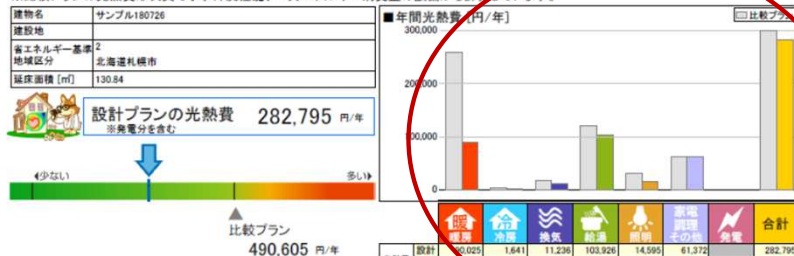 建物名 サンプル180726
建設地
省エネルギー基準 地域区分 2 北海道札幌市
延床面積 [㎡] 130.84
設計プランの光熱費 282,795 円/年
※発電分を含む
◀少ない 多い▶
比較プラン
490,605 円/年
■年間光熱費 [円/年]
比較プラン
300,000
200,000
100,000
0
暖 冷
暖房 冷房 換気 給湯 照明 家電 調理 その他 発電 合計
設計 90,025 1,641 11,236 103,926 14,595 61,372 282,795